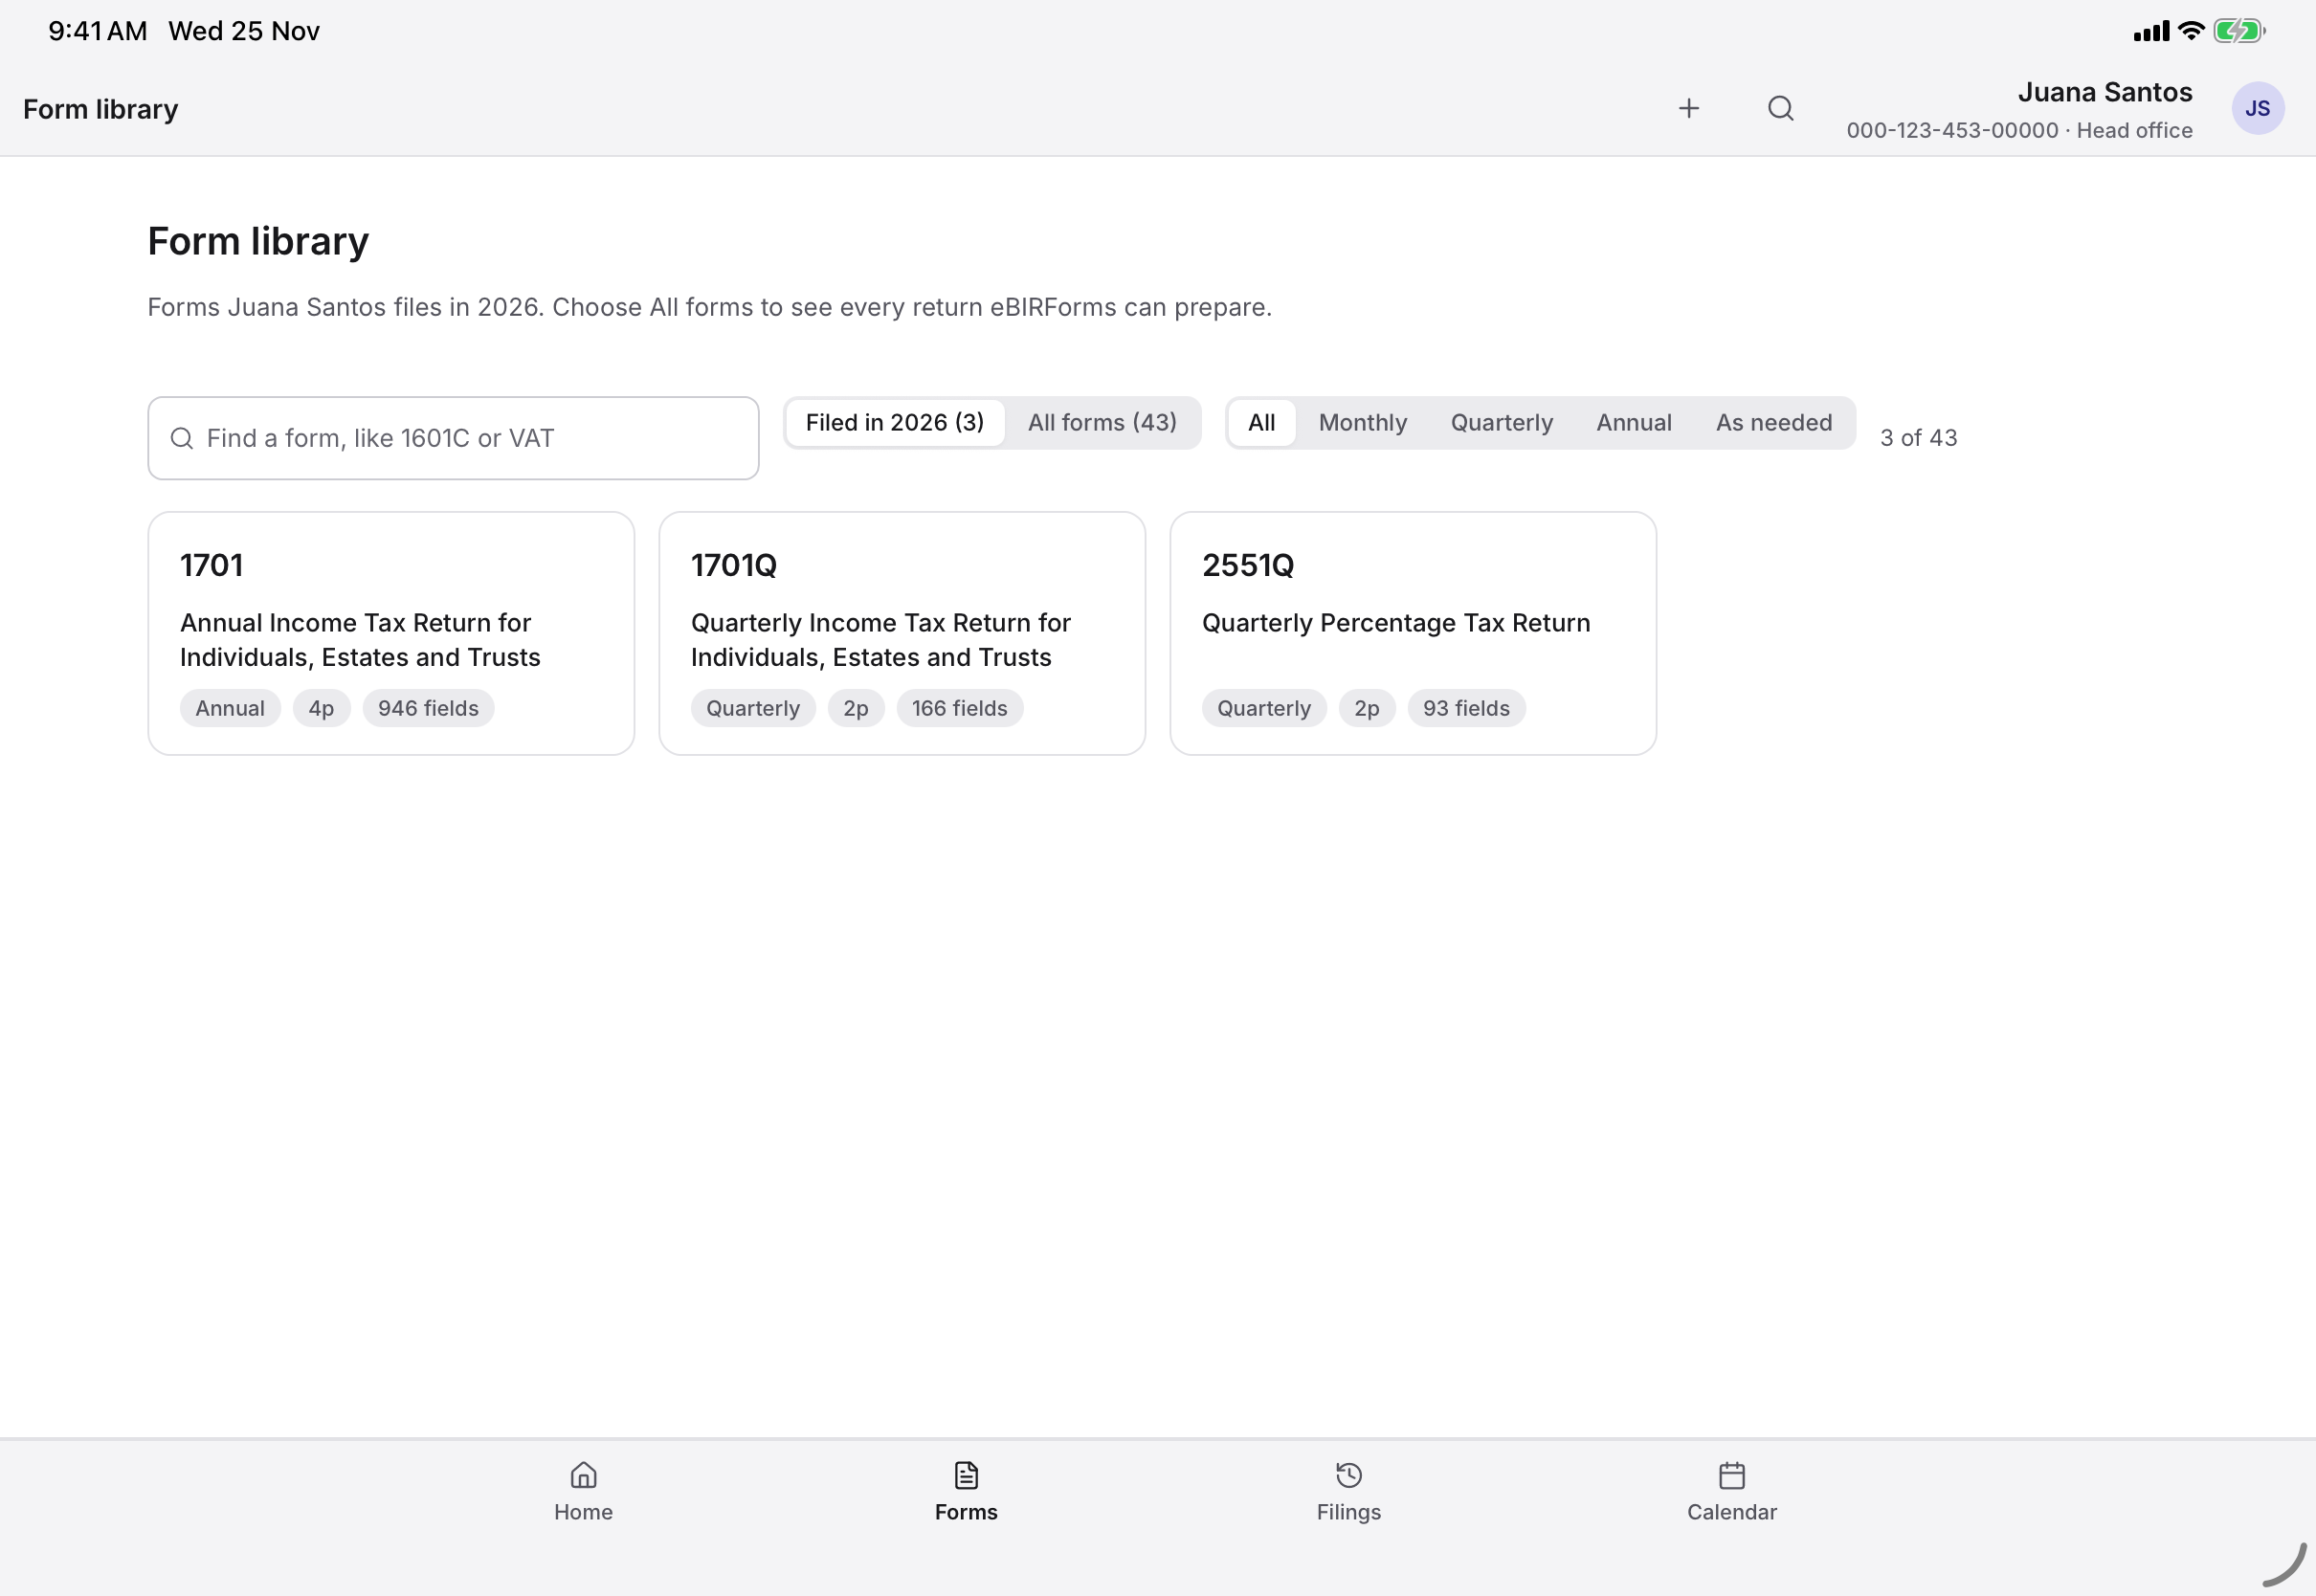 9:41 AM Wed 25 Nov
Form library
Juana Santos
000-123-453-00000 · Head office
JS
Form library
Forms Juana Santos files in 2026. Choose All forms to see every return eBIRForms can prepare.
Find a form, like 1601C or VAT
Filed in 2026 (3) All forms (43)
All Monthly Quarterly Annual As needed
3 of 43
1701
Annual Income Tax Return for
Individuals, Estates and Trusts
Annual 4p 946 fields
1701Q
Quarterly Income Tax Return for
Individuals, Estates and Trusts
Quarterly 2p 166 fields
2551Q
Quarterly Percentage Tax Return
Quarterly 2p 93 fields
Home Forms Filings Calendar